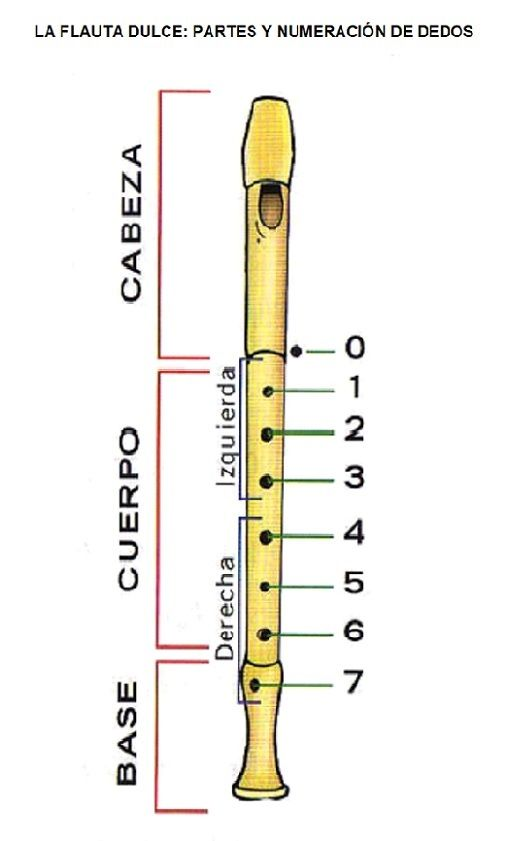 LA FLAUTA DULCE: PARTES Y NUMERACIÓN DE DEDOS
CABEZA
0
Izquierda
1
2
3
CUERPO
Derecha
4
5
6
7
BASE